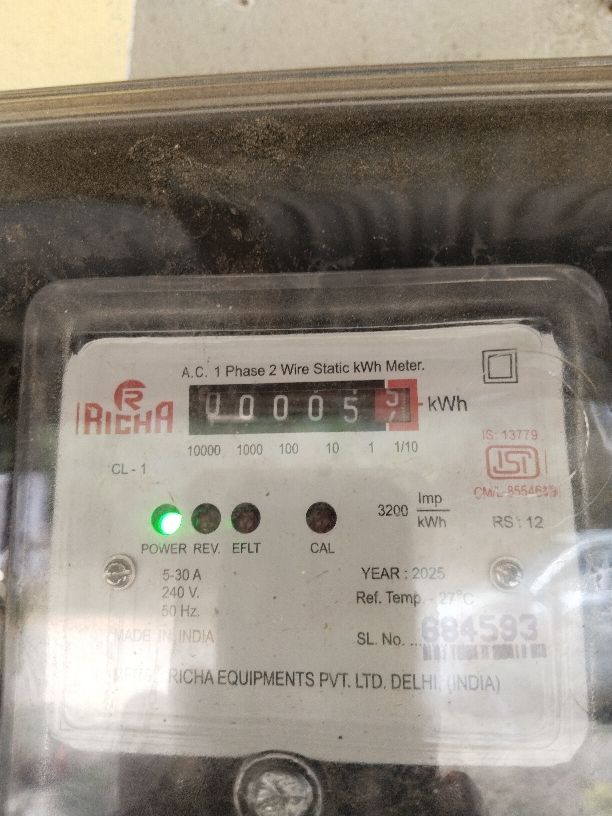 A.C. 1 Phase 2 Wire Static kWh Meter.
R
RICHA
00005 kWh
10000 1000 100 10 1 1/10
IS: 13779
ISI
CL - 1
3200 Imp/kWh
RS : 12
POWER REV. EFLT CAL
5-30 A
240 V.
50 Hz.
YEAR : 2025
Ref. Temp. - 27°C
MADE IN INDIA
SL. No. ... 684593
RICHA EQUIPMENTS PVT. LTD. DELHI, (INDIA)